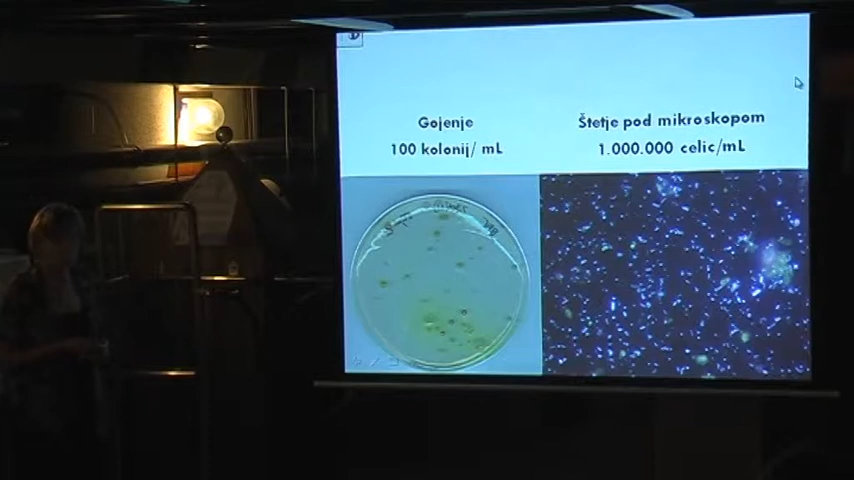 Gojenje
100 kolonij/ mL
Štetje pod mikroskopom
1.000.000 celic/mL